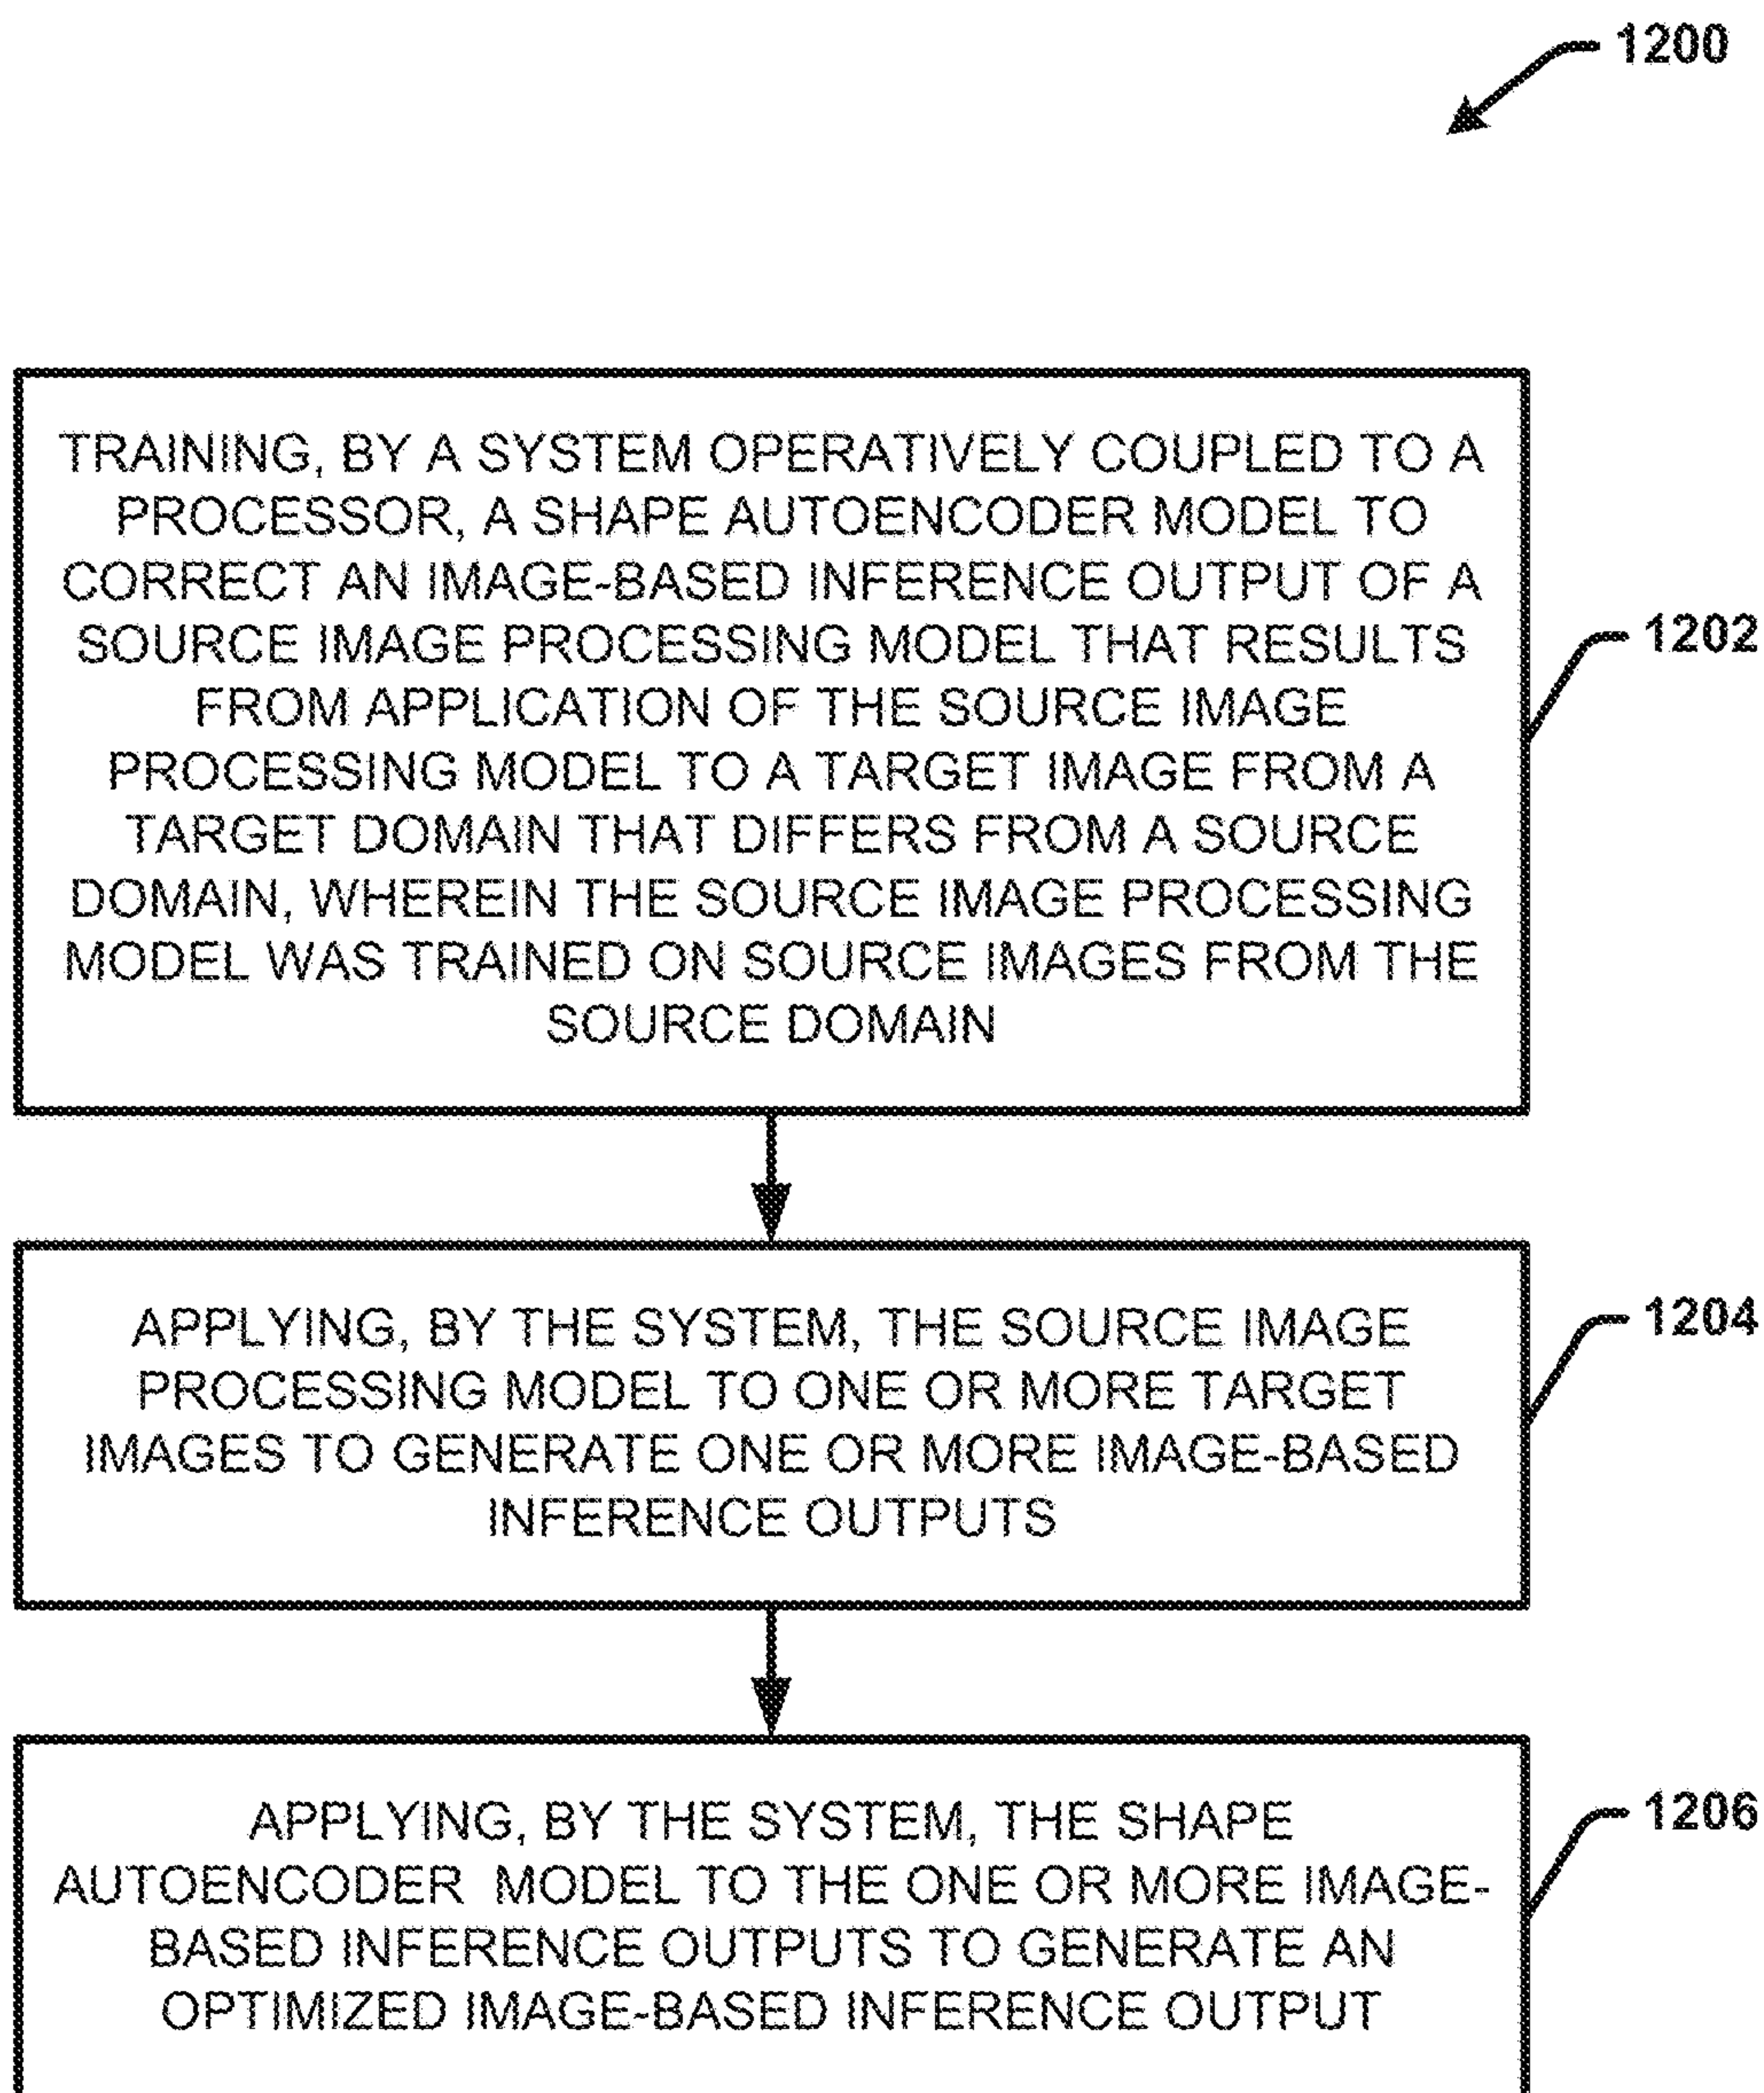 1200
TRAINING, BY A SYSTEM OPERATIVELY COUPLED TO A
PROCESSOR, A SHAPE AUTOENCODER MODEL TO
CORRECT AN IMAGE-BASED INFERENCE OUTPUT OF A
SOURCE IMAGE PROCESSING MODEL THAT RESULTS
FROM APPLICATION OF THE SOURCE IMAGE
PROCESSING MODEL TO A TARGET IMAGE FROM A
TARGET DOMAIN THAT DIFFERS FROM A SOURCE
DOMAIN, WHEREIN THE SOURCE IMAGE PROCESSING
MODEL WAS TRAINED ON SOURCE IMAGES FROM THE
SOURCE DOMAIN
1202
APPLYING, BY THE SYSTEM, THE SOURCE IMAGE
PROCESSING MODEL TO ONE OR MORE TARGET
IMAGES TO GENERATE ONE OR MORE IMAGE-BASED
INFERENCE OUTPUTS
1204
APPLYING, BY THE SYSTEM, THE SHAPE
AUTOENCODER MODEL TO THE ONE OR MORE IMAGE-
BASED INFERENCE OUTPUTS TO GENERATE AN
OPTIMIZED IMAGE-BASED INFERENCE OUTPUT
1206